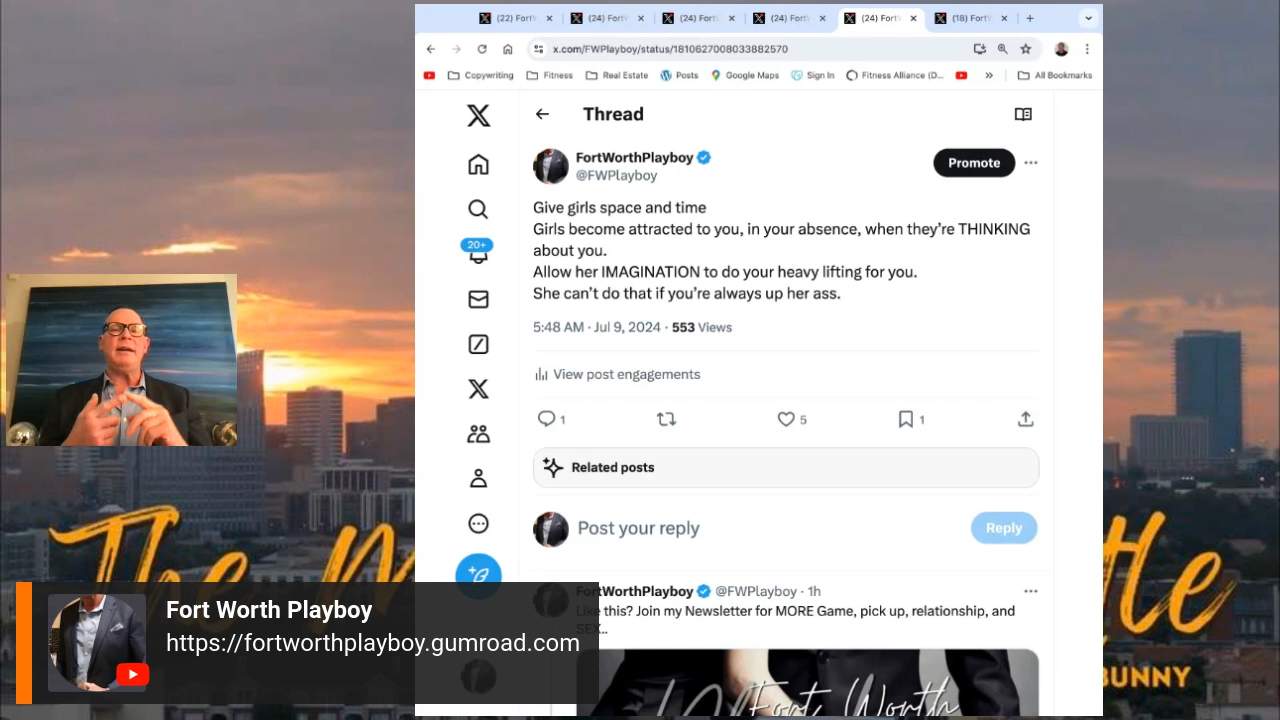 (22) Fort
(24) Fort
(24) Fort
(24) Fort
(24) Fort
(18) Fort
x.com/FWPlayboy/status/1810627008033882570
Copywriting
Fitness
Real Estate
Posts
Google Maps
Sign In
Fitness Alliance (D...
All Bookmarks
Thread
FortWorthPlayboy
@FWPlayboy
Promote
Give girls space and time
Girls become attracted to you, in your absence, when they're THINKING
about you.
Allow her IMAGINATION to do your heavy lifting for you.
She can't do that if you're always up her ass.
5:48 AM · Jul 9, 2024 · 553 Views
20+
View post engagements
1
5
1
Related posts
Post your reply
Reply
FortWorthPlayboy @FWPlayboy · 1h
Like this? Join my Newsletter for MORE Game, pick up, relationship, and
SEX..
Fort Worth
The
BUNNY
Fort Worth Playboy
https://fortworthplayboy.gumroad.com